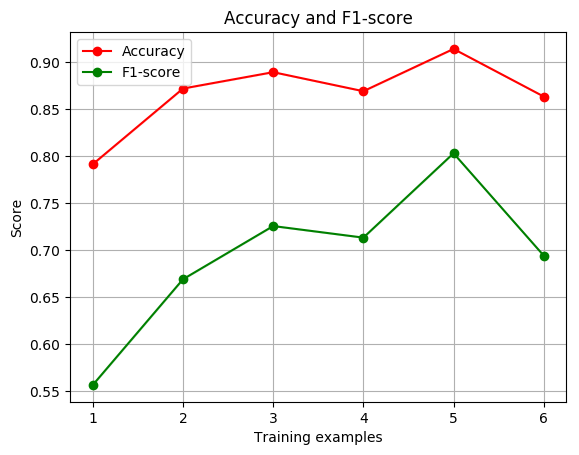 Accuracy and F1-score
Accuracy
F1-score
0.90
0.85
0.80
0.75
0.70
0.65
0.60
0.55
Score
1 2 3 4 5 6
Training examples